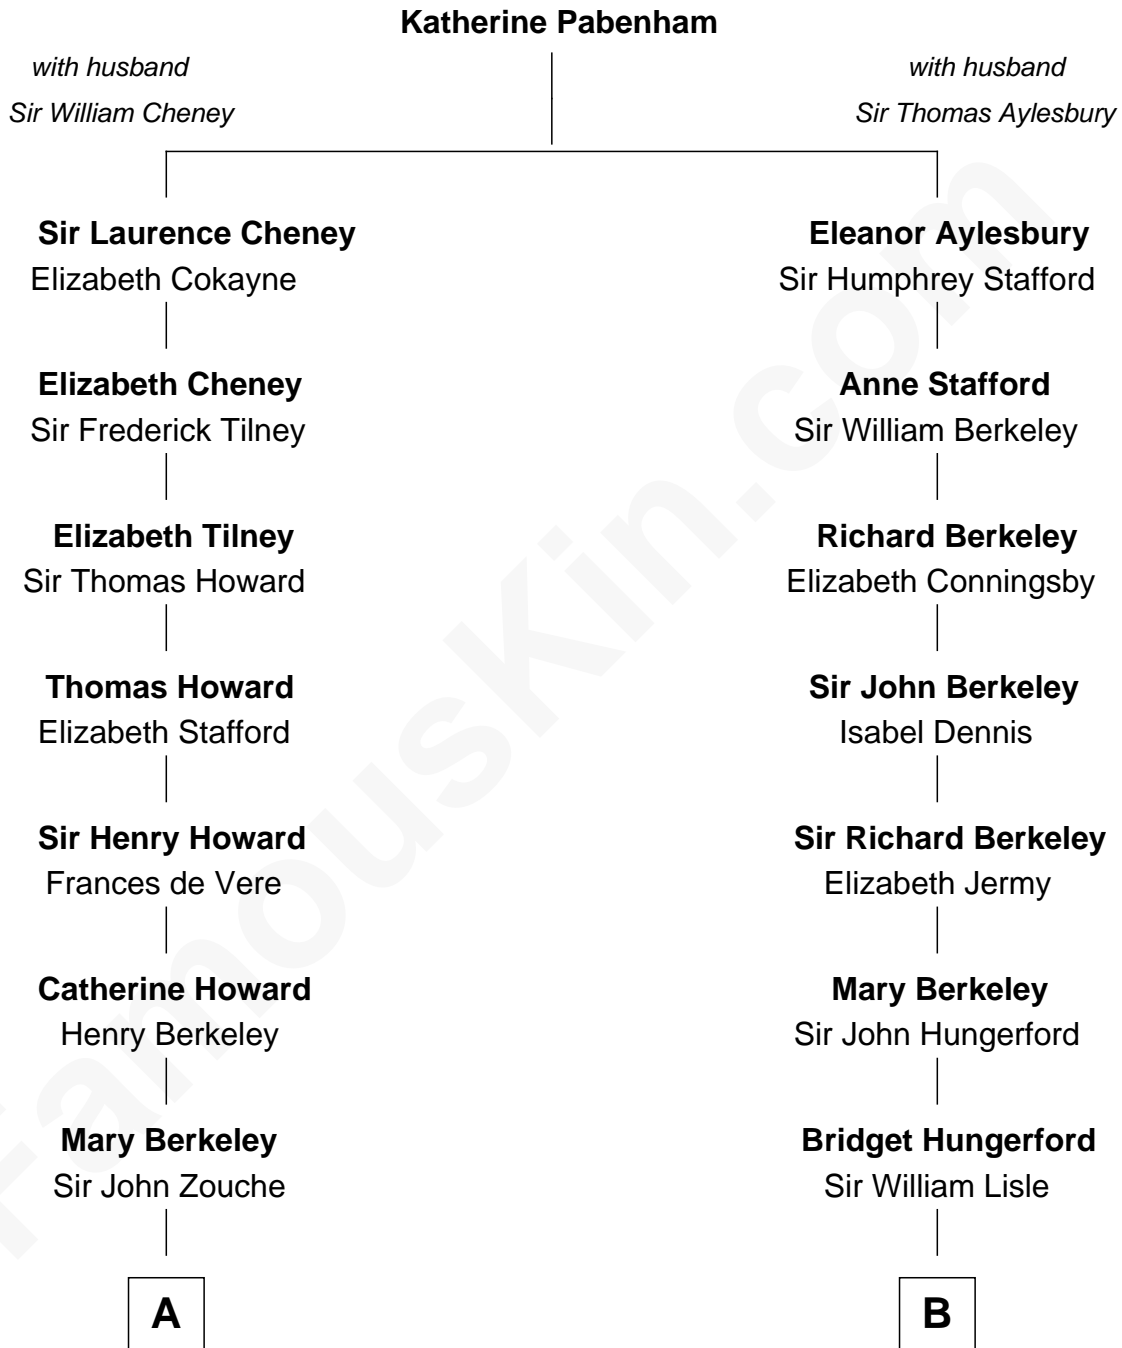 Katherine Pabenham
with husband
Sir William Cheney
with husband
Sir Thomas Aylesbury
Sir Laurence Cheney
Elizabeth Cokayne
Eleanor Aylesbury
Sir Humphrey Stafford
Elizabeth Cheney
Sir Frederick Tilney
Anne Stafford
Sir William Berkeley
Elizabeth Tilney
Sir Thomas Howard
Richard Berkeley
Elizabeth Conningsby
Thomas Howard
Elizabeth Stafford
Sir John Berkeley
Isabel Dennis
Sir Henry Howard
Frances de Vere
Sir Richard Berkeley
Elizabeth Jermy
Catherine Howard
Henry Berkeley
Mary Berkeley
Sir John Hungerford
Mary Berkeley
Sir John Zouche
Bridget Hungerford
Sir William Lisle
A
B
FamousKin.com